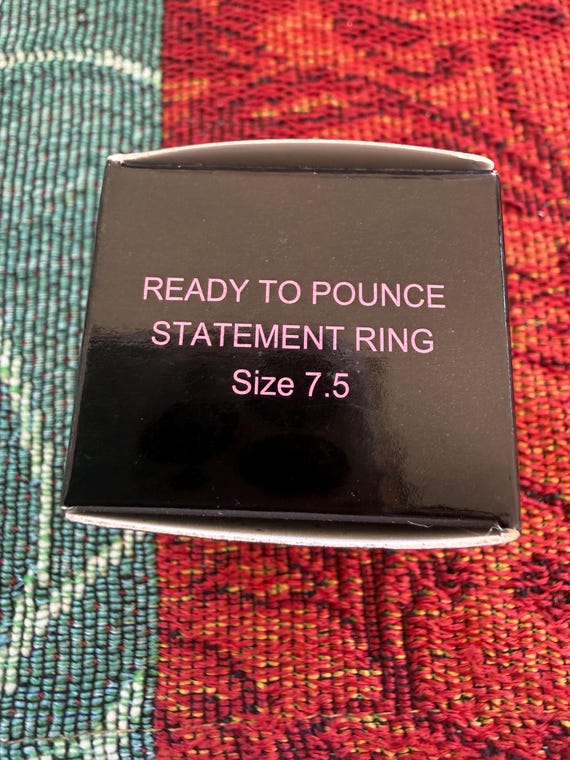 READY TO POUNCE
STATEMENT RING
Size 7.5